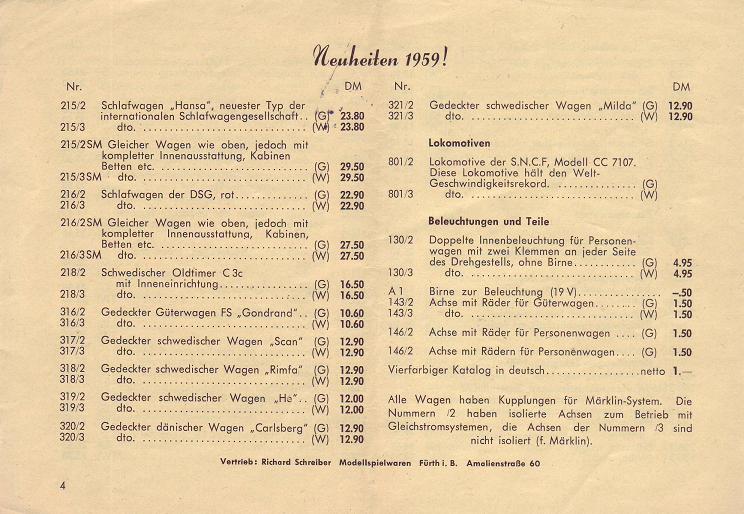 Neuheiten 1959!
Nr. DM
215/2 Schlafwagen „Hansa", neuester Typ der
internationalen Schlafwagengesellschaft.. (G) 23.80
215/3 dto. (W) 23.80
215/2SM Gleicher Wagen wie oben, jedoch mit
kompletter Innenausstattung, Kabinen
Betten etc. (G) 29.50
215/3SM dto. (W) 29.50
216/2 Schlafwagen der DSG, rot (G) 22.90
216/3 dto. (W) 22.90
216/2SM Gleicher Wagen wie oben, jedoch mit
kompletter Innenausstattung, Kabinen,
Betten etc. (G) 27.50
216/3SM dto. (W) 27.50
218/2 Schwedischer Oldtimer C 3c
mit Inneneinrichtung (G) 16.50
218/3 dto. (W) 16.50
316/2 Gedeckter Güterwagen FS „Gondrand".. (G) 10.60
316/3 dto. (W) 10.60
317/2 Gedeckter schwedischer Wagen „Scan" (G) 12.90
317/3 dto. (W) 12.90
318/2 Gedeckter schwedischer Wagen „Rimfa" (G) 12.90
318/3 dto. (W) 12.90
319/2 Gedeckter schwedischer Wagen „He".. (G) 12.00
319/3 dto. (W) 12.00
320/2 Gedeckter dänischer Wagen „Carlsberg" (G) 12.90
320/3 dto. (W) 12.90
Nr. DM
321/2 Gedeckter schwedischer Wagen „Milda" (G) 12.90
321/3 dto. (W) 12.90
Lokomotiven
801/2 Lokomotive der S.N.C.F, Modell CC 7107.
Diese Lokomotive hält den Welt-
Geschwindigkeitsrekord. (G)
801/3 dto. (W)
Beleuchtungen und Teile
130/2 Doppelte Innenbeleuchtung für Personen-
wagen mit zwei Klemmen an jeder Seite
des Drehgestells, ohne Birne (G) 4.95
130/3 dto. (W) 4.95
A 1 Birne zur Beleuchtung (19 V) –.50
143/2 Achse mit Räder für Güterwagen (G) 1.50
143/3 dto. (W) 1.50
146/2 Achse mit Räder für Personenwagen .... (G) 1.50
146/2 Achse mit Rädern für Personenwagen .... (G) 1.50
Vierfarbiger Katalog in deutsch netto 1.—
Alle Wagen haben Kupplungen für Märklin-System. Die
Nummern /2 haben isolierte Achsen zum Betrieb mit
Gleichstromsystemen, die Achsen der Nummern /3 sind
nicht isoliert (f. Märklin).
Vertrieb: Richard Schreiber Modellspielwaren Fürth i. B. Amalienstraße 60
4